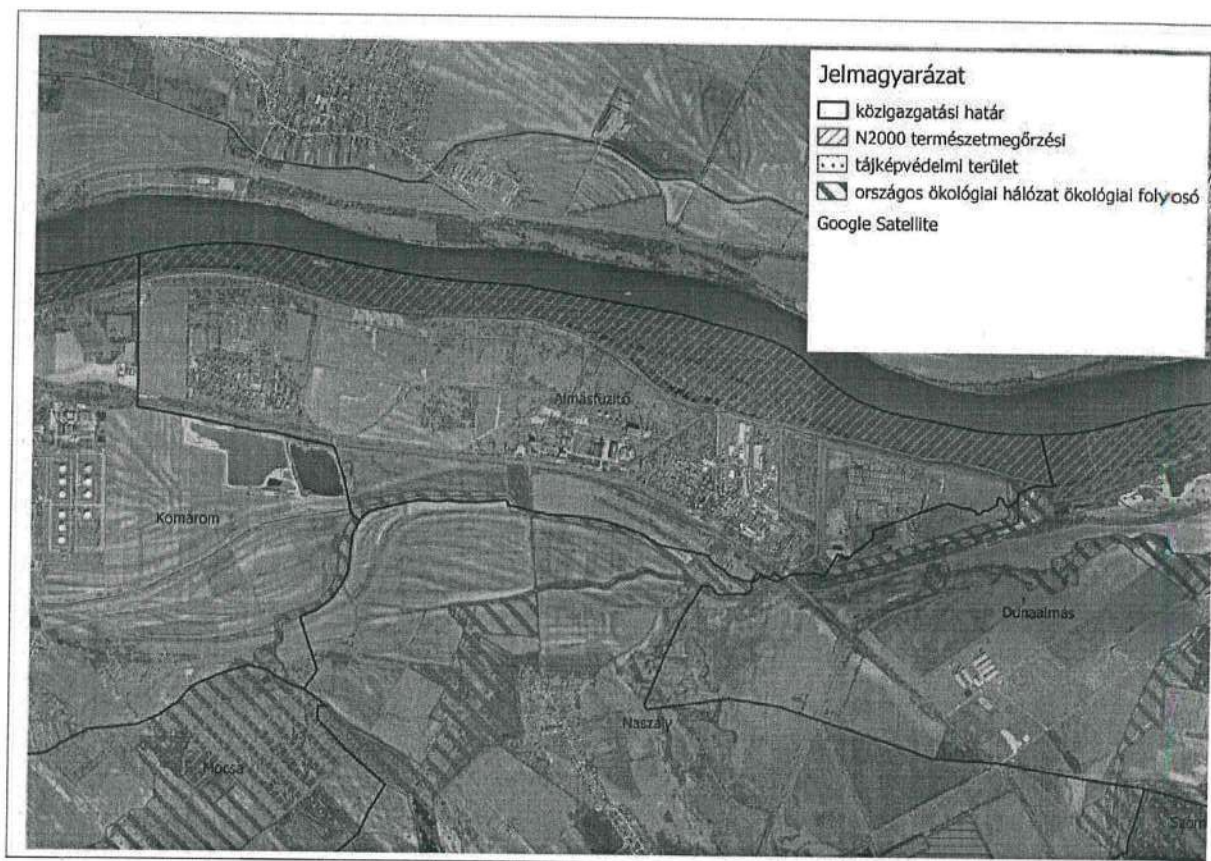 Jelmagyarázat
közigazgatási határ
N2000 természetmegőrzési
tájképvédelmi terület
országos ökológiai hálózat ökológiai folyosó
Google Satellite
Almásfüzitő
Komárom
Dunaalmás
Naszály
Mocsa